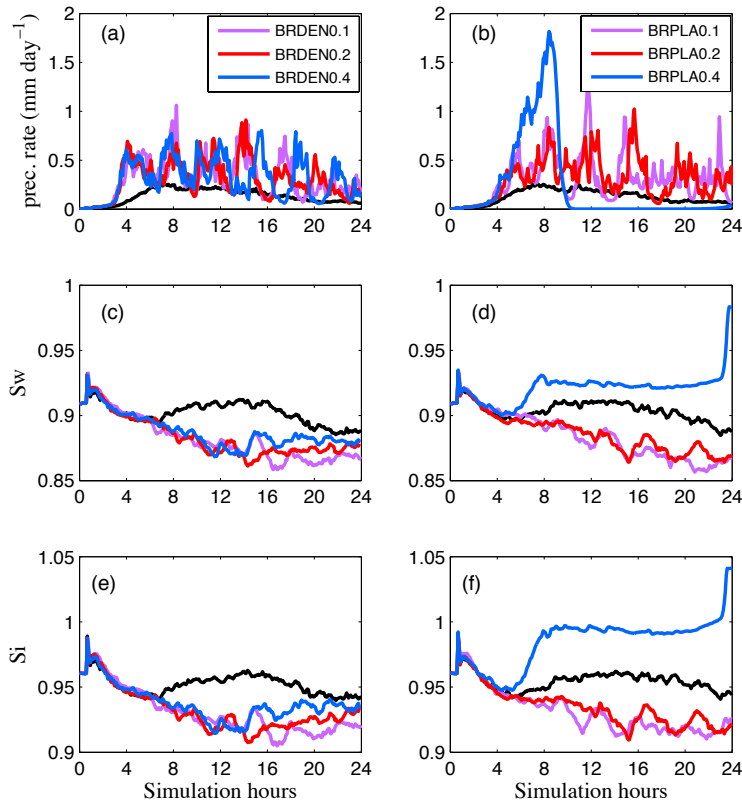 (a)
BRDEN0.1
BRDEN0.2
BRDEN0.4
prec. rate (mm day⁻¹)
2
1.5
1
0.5
0
0 4 8 12 16 20 24
Simulation hours
(b)
BRPLA0.1
BRPLA0.2
BRPLA0.4
2
1.5
1
0.5
0
0 4 8 12 16 20 24
Simulation hours
(c)
Sw
1
0.95
0.9
0.85
0 4 8 12 16 20 24
(d)
1
0.95
0.9
0.85
0 4 8 12 16 20 24
(e)
Si
1.05
1
0.95
0.9
0 4 8 12 16 20 24
Simulation hours
(f)
1.05
1
0.95
0.9
0 4 8 12 16 20 24
Simulation hours